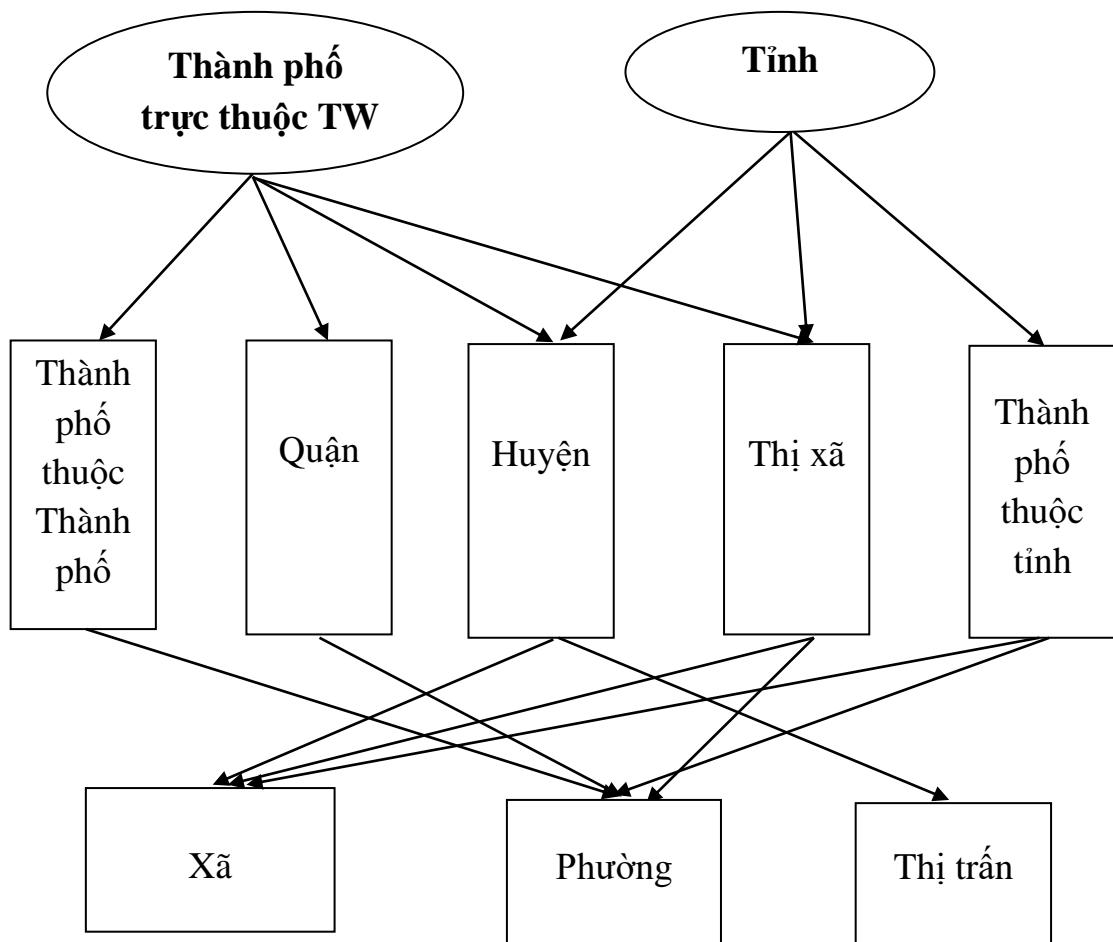 Thành phố
trực thuộc TW
Tỉnh
Thành
phố
thuộc
Thành
phố
Quận
Huyện
Thị xã
Thành
phố
thuộc
tỉnh
Xã
Phường
Thị trấn